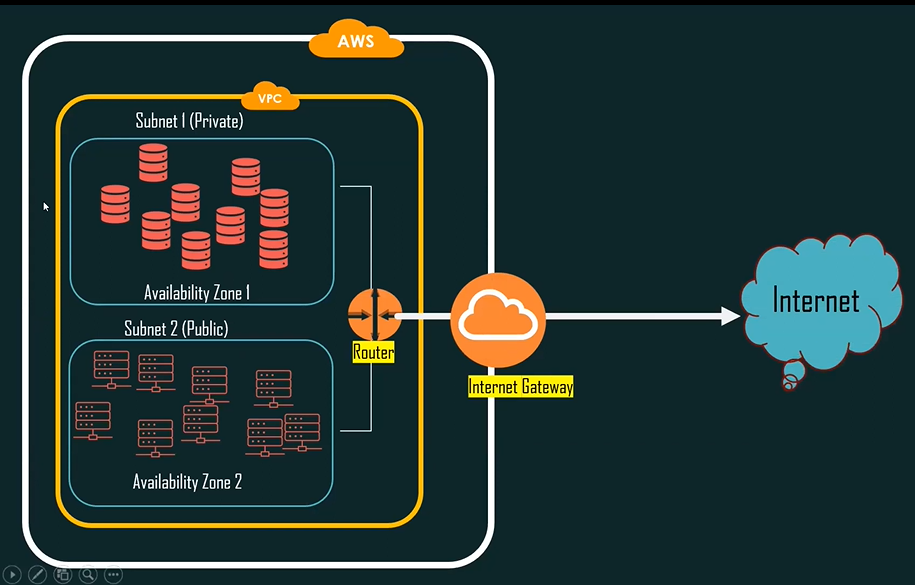 AWS
VPC
Subnet 1 (Private)
Availability Zone 1
Subnet 2 (Public)
Router
Internet Gateway
Internet
Availability Zone 2